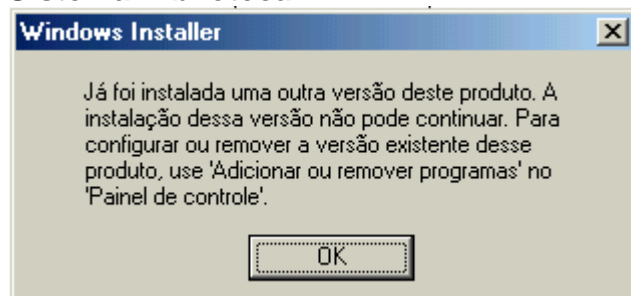 Windows Installer
Já foi instalada uma outra versão deste produto. A
instalação dessa versão não pode continuar. Para
configurar ou remover a versão existente desse
produto, use 'Adicionar ou remover programas' no
'Painel de controle'.
OK